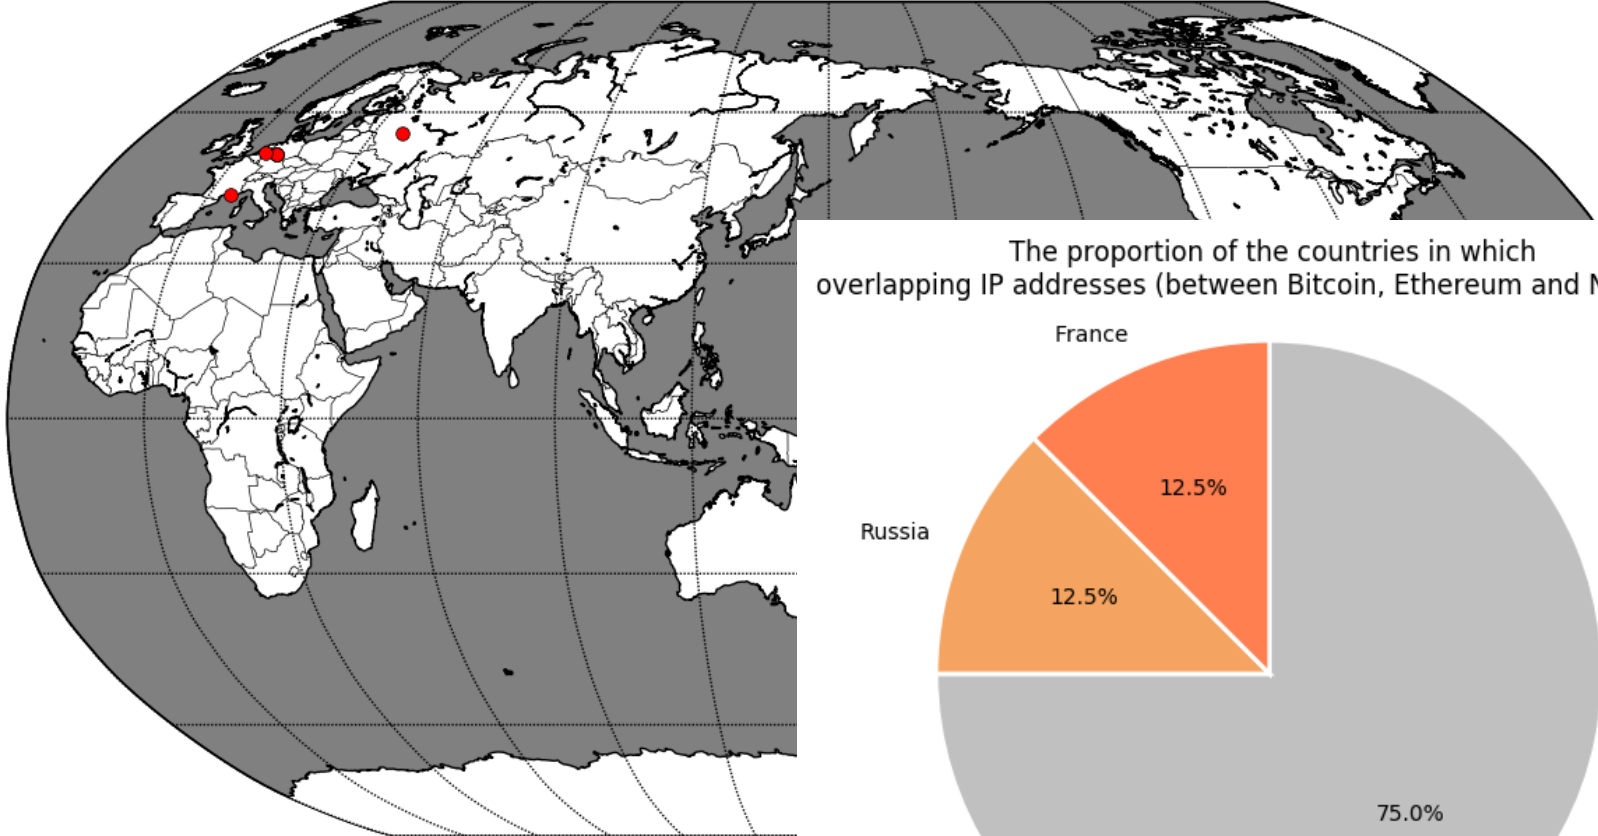 The proportion of the countries in which
overlapping IP addresses (between Bitcoin, Ethereum and
France
12.5%
Russia
12.5%
75.0%